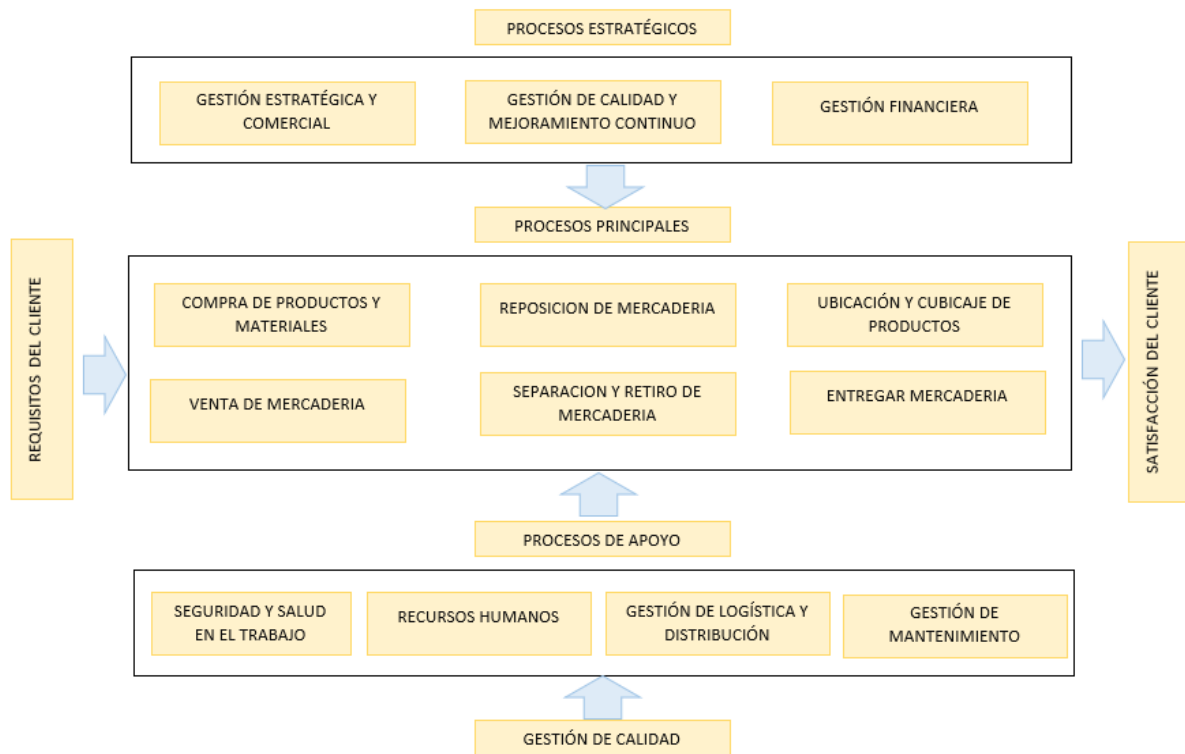 PROCESOS ESTRATÉGICOS
GESTIÓN ESTRATÉGICA Y
COMERCIAL
GESTIÓN DE CALIDAD Y
MEJORAMIENTO CONTINUO
GESTIÓN FINANCIERA
PROCESOS PRINCIPALES
REQUISITOS DEL CLIENTE
COMPRA DE PRODUCTOS Y
MATERIALES
REPOSICION DE MERCADERIA
UBICACIÓN Y CUBICAJE DE
PRODUCTOS
VENTA DE MERCADERIA
SEPARACION Y RETIRO DE
MERCADERIA
ENTREGAR MERCADERIA
SATISFACCIÓN DEL CLIENTE
PROCESOS DE APOYO
SEGURIDAD Y SALUD
EN EL TRABAJO
RECURSOS HUMANOS
GESTIÓN DE LOGÍSTICA Y
DISTRIBUCIÓN
GESTIÓN DE
MANTENIMIENTO
GESTIÓN DE CALIDAD